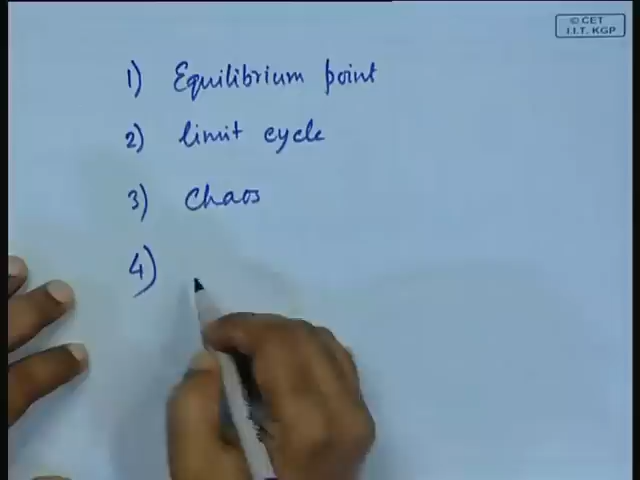 © CET
I.I.T. KGP
1) Equilibrium point
2) limit cycle
3) Chaos
4)